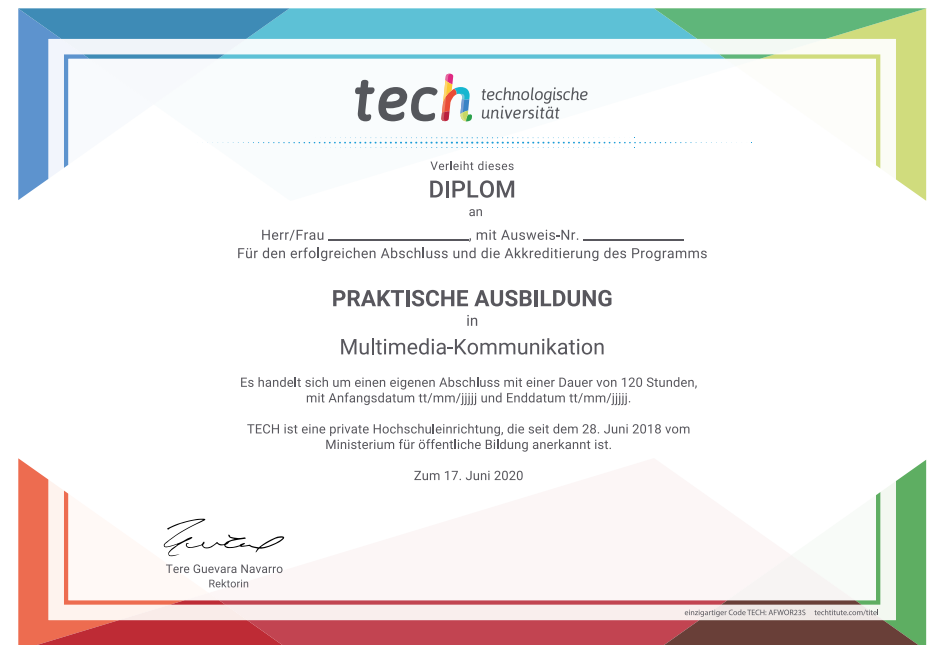 tech technologische
universität
Verleiht dieses
DIPLOM
an
Herr/Frau ____________, mit Ausweis-Nr. ____________
Für den erfolgreichen Abschluss und die Akkreditierung des Programms
PRAKTISCHE AUSBILDUNG
in
Multimedia-Kommunikation
Es handelt sich um einen eigenen Abschluss mit einer Dauer von 120 Stunden,
mit Anfangsdatum tt/mm/jjjjj und Enddatum tt/mm/jjjjj.
TECH ist eine private Hochschuleinrichtung, die seit dem 28. Juni 2018 vom
Ministerium für öffentliche Bildung anerkannt ist.
Zum 17. Juni 2020
Tere Guevara Navarro
Rektorin
einzigartiger Code TECH: AFWOR23S techtitute.com/titel